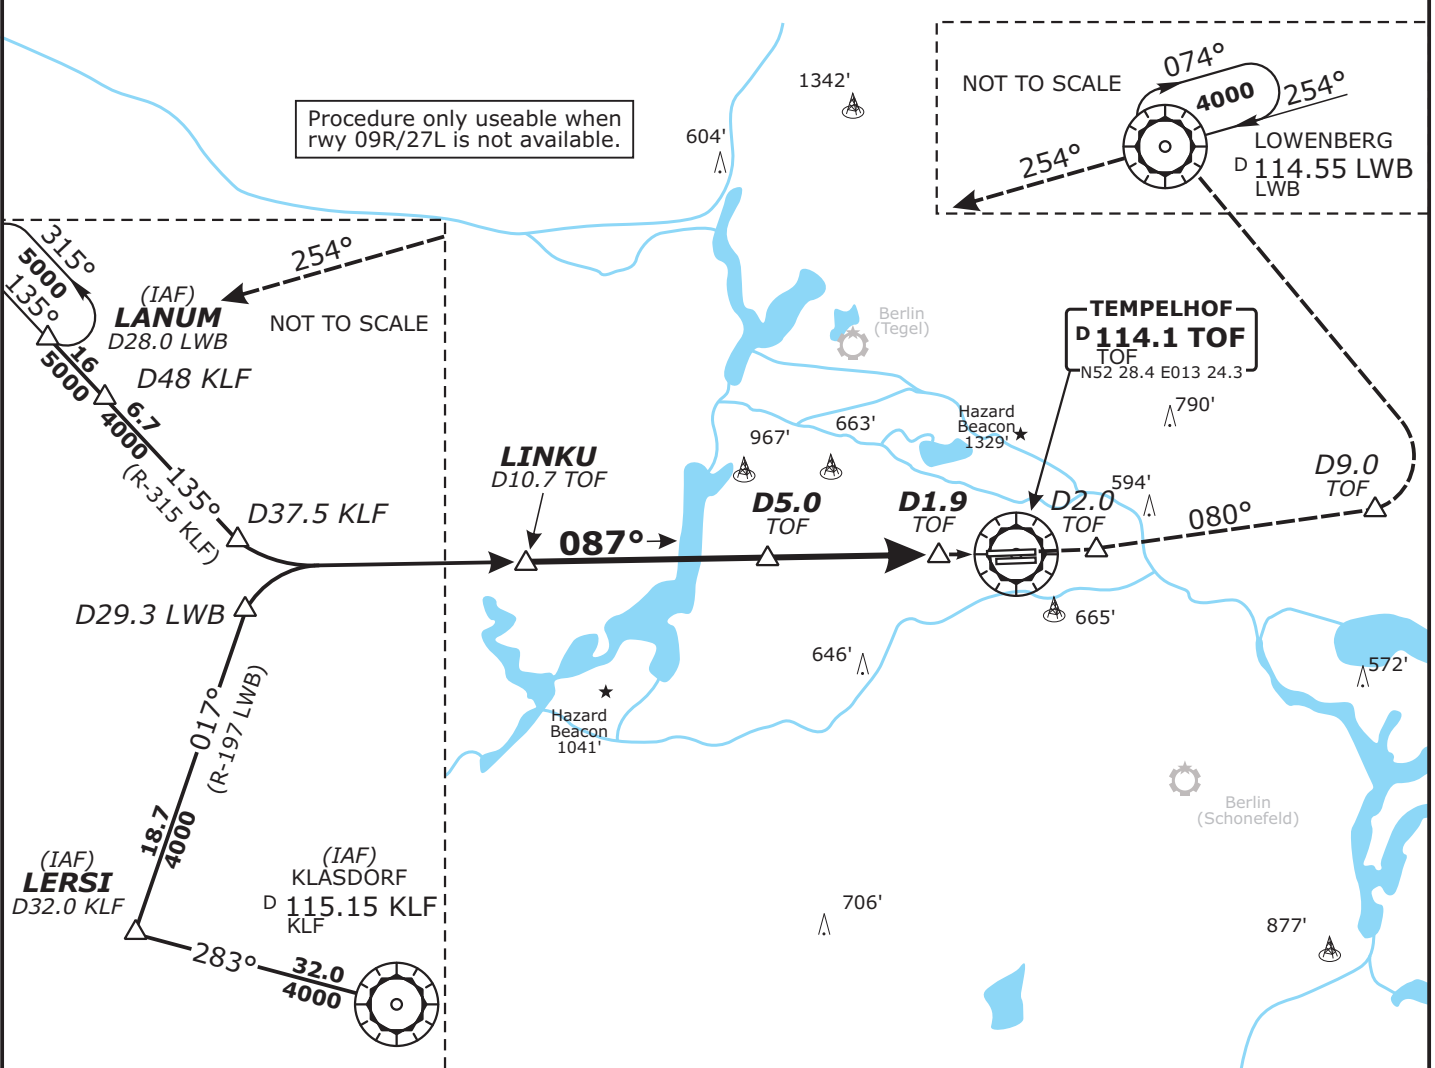 1342'
604'
Procedure only useable when
rwy 09R/27L is not available.
NOT TO SCALE
074°
4000
254°
254°
LOWENBERG
D 114.55 LWB
LWB
315°
5000
135°
(IAF)
LANUM
D28.0 LWB
254°
NOT TO SCALE
16
5000
D48 KLF
6.7
4000
135°
(R-315 KLF)
D37.5 KLF
D29.3 LWB
017°
(R-197 LWB)
18.7
4000
(IAF)
LERSI
D32.0 KLF
(IAF)
KLASDORF
D 115.15 KLF
KLF
283°
32.0
4000
Berlin
(Tegel)
TEMPELHOF
D 114.1 TOF
TOF
N52 28.4 E013 24.3
790'
Hazard
Beacon
1329'
967'
663'
LINKU
D10.7 TOF
087°
D5.0
TOF
D1.9
TOF
D2.0
TOF
594'
080°
D9.0
TOF
665'
646'
572'
Hazard
Beacon
1041'
Berlin
(Schonefeld)
706'
877'